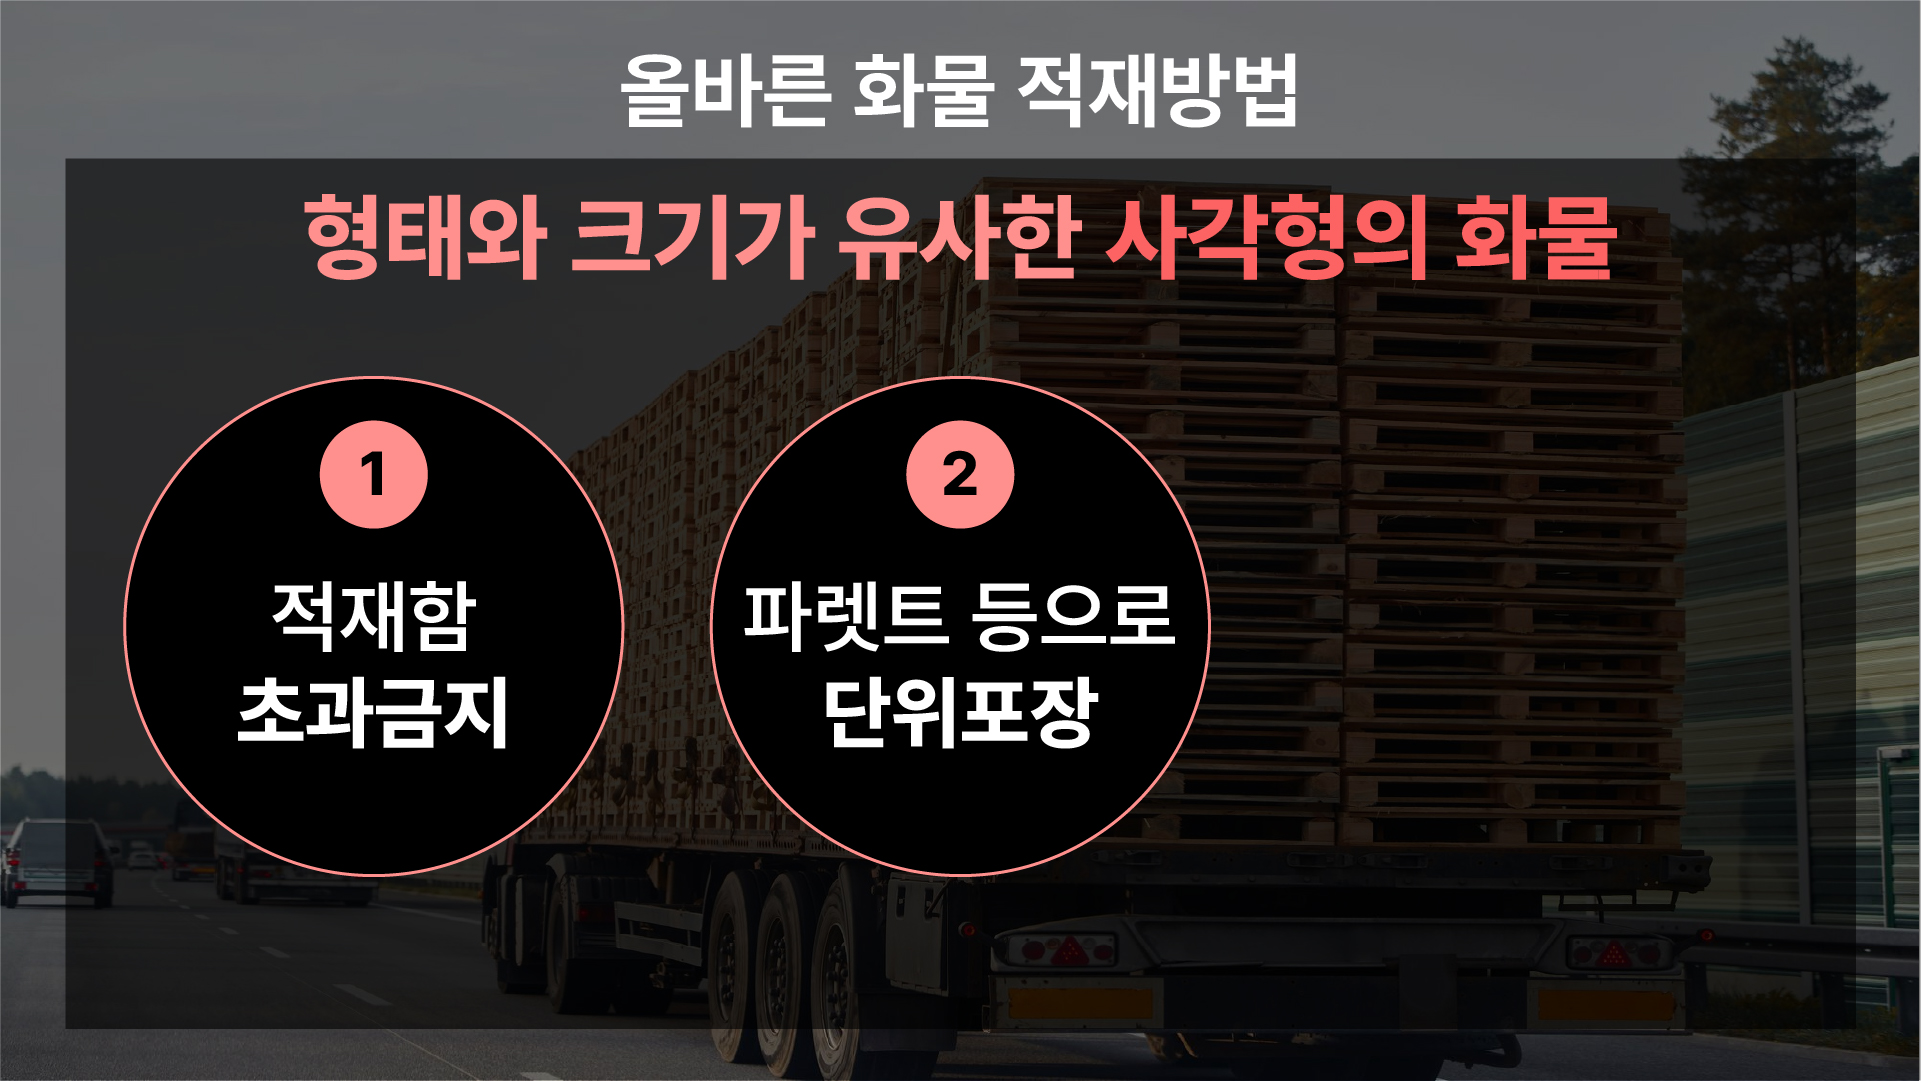 올바른 화물 적재방법
형태와 크기가 유사한 사각형의 화물
1
적재함
초과금지
2
파렛트 등으로
단위포장